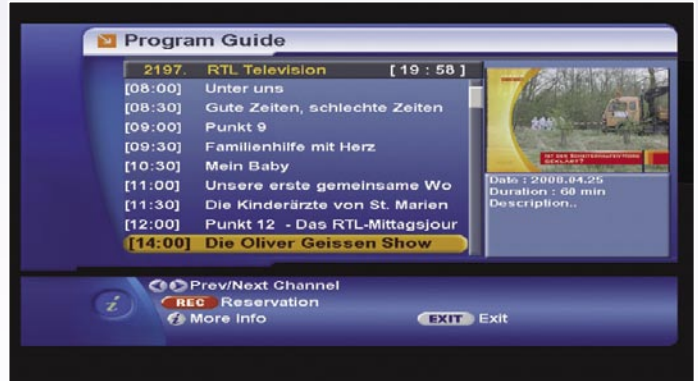 Program Guide
2197. RTL Television [19:58]
[08:00] Unter uns
[08:30] Gute Zeiten, schlechte Zeiten
[09:00] Punkt 9
[09:30] Familienhilfe mit Herz
[10:30] Mein Baby
[11:00] Unsere erste gemeinsame Wo
[11:30] Die Kinderärzte von St. Marien
[12:00] Punkt 12 - Das RTL-Mittagsjour
[14:00] Die Oliver Geissen Show
GEKLÄRT?
Date : 2008.04.25
Duration : 60 min
Description..
Prev/Next Channel
REC Reservation
i More Info
EXIT Exit
i